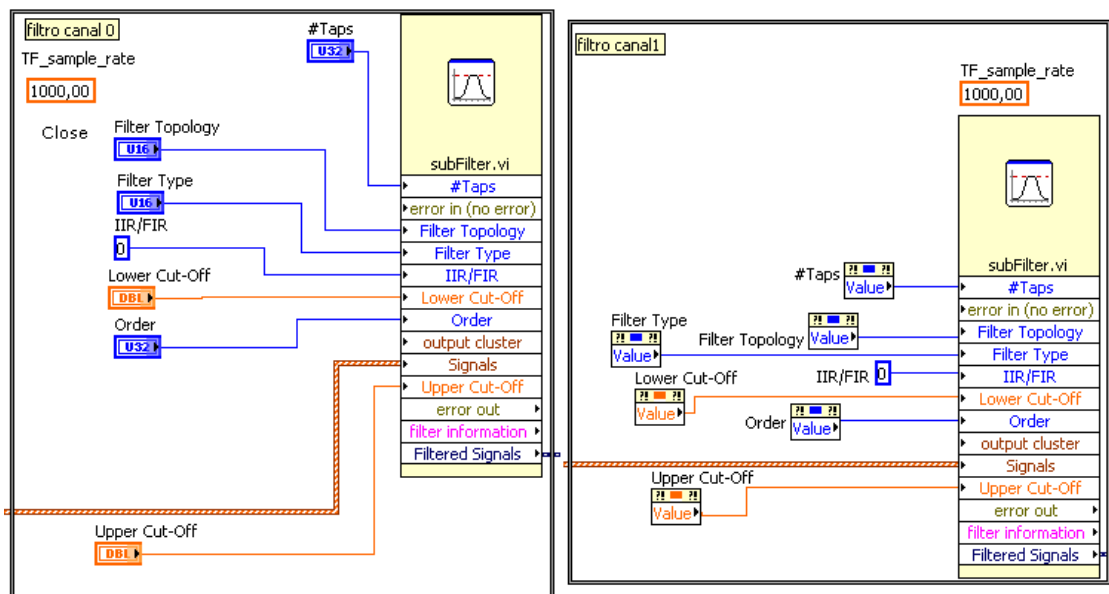 filtro canal 0
TF_sample_rate
1000,00
Close
#Taps
U32
Filter Topology
U16
Filter Type
U16
IIR/FIR
0
Lower Cut-Off
DBL
Order
U32
Upper Cut-Off
DBL
subFilter.vi
#Taps
error in (no error)
Filter Topology
Filter Type
IIR/FIR
Lower Cut-Off
Order
output cluster
Signals
Upper Cut-Off
error out
filter information
Filtered Signals
filtro canal1
TF_sample_rate
1000,00
#Taps
?! ?!
Value
Filter Type
?! ?!
Value
Filter Topology
?! ?!
Value
Lower Cut-Off
?! ?!
Value
IIR/FIR
0
Order
?! ?!
Value
Upper Cut-Off
?! ?!
Value
subFilter.vi
#Taps
error in (no error)
Filter Topology
Filter Type
IIR/FIR
Lower Cut-Off
Order
output cluster
Signals
Upper Cut-Off
error out
filter information
Filtered Signals